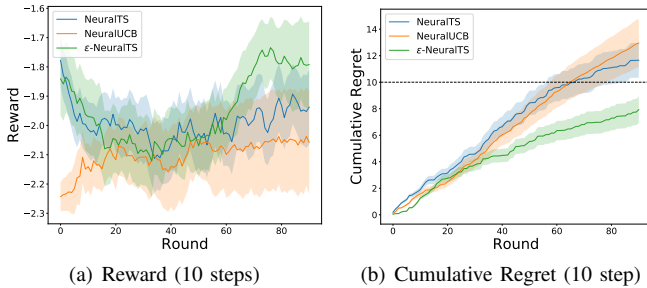 NeuralTS
NeuralUCB
ε-NeuralTS
Reward
−1.6
−1.7
−1.8
−1.9
−2.0
−2.1
−2.2
−2.3
0 20 40 60 80
Round
(a) Reward (10 steps)
NeuralTS
NeuralUCB
ε-NeuralTS
Cumulative Regret
14
12
10
8
6
4
2
0
0 20 40 60 80
Round
(b) Cumulative Regret (10 step)